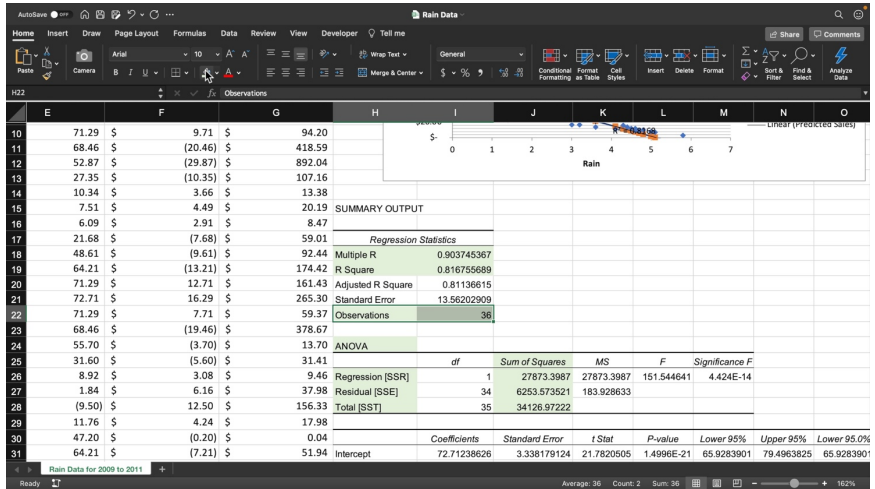 AutoSave OFF Rain Data
Home Insert Draw Page Layout Formulas Data Review View Developer Tell me Share Comments
Paste Camera Arial 10 A^ A˅ Wrap Text General Conditional Formatting Format as Table Cell Styles Insert Delete Format Sort & Filter Find & Select Analyze Data
B I U A Merge & Center $ % 9
H22 fx Observations
E F G H I J K L M N O
10 71.29 $ 9.71 $ 94.20 $- R² = 0.8168 Linear (Predicted Sales)
11 68.46 $ (20.46) $ 418.59 0 1 2 3 4 5 6 7
12 52.87 $ (29.87) $ 892.04 Rain
13 27.35 $ (10.35) $ 107.16
14 10.34 $ 3.66 $ 13.38
15 7.51 $ 4.49 $ 20.19 SUMMARY OUTPUT
16 6.09 $ 2.91 $ 8.47
17 21.68 $ (7.68) $ 59.01 Regression Statistics
18 48.61 $ (9.61) $ 92.44 Multiple R 0.903745367
19 64.21 $ (13.21) $ 174.42 R Square 0.816755689
20 71.29 $ 12.71 $ 161.43 Adjusted R Square 0.81136615
21 72.71 $ 16.29 $ 265.30 Standard Error 13.56202909
22 71.29 $ 7.71 $ 59.37 Observations 36
23 68.46 $ (19.46) $ 378.67
24 55.70 $ (3.70) $ 13.70 ANOVA
25 31.60 $ (5.60) $ 31.41 df Sum of Squares MS F Significance F
26 8.92 $ 3.08 $ 9.46 Regression [SSR] 1 27873.3987 27873.3987 151.544641 4.424E-14
27 1.84 $ 6.16 $ 37.98 Residual [SSE] 34 6253.573521 183.928633
28 (9.50) $ 12.50 $ 156.33 Total [SST] 35 34126.97222
29 11.76 $ 4.24 $ 17.98
30 47.20 $ (0.20) $ 0.04 Coefficients Standard Error t Stat P-value Lower 95% Upper 95% Lower 95.0%
31 64.21 $ (7.21) $ 51.94 Intercept 72.71238626 3.338179124 21.7820505 1.4996E-21 65.9283901 79.4963825 65.9283901
Rain Data for 2009 to 2011 +
Ready Average: 36 Count: 2 Sum: 36 162%